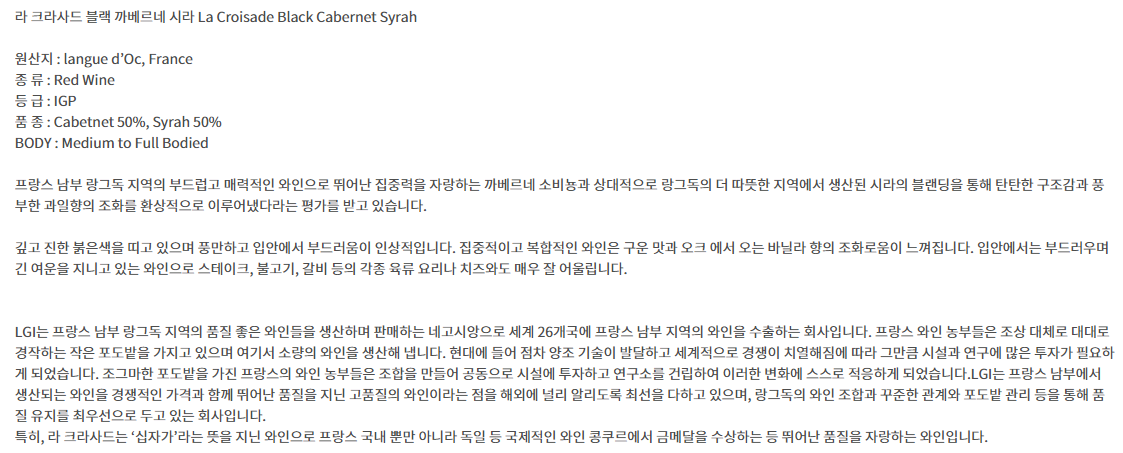 라 크라사드 블랙 까베르네 시라 La Croisade Black Cabernet Syrah
원산지 : langue d’Oc, France
종 류 : Red Wine
등 급 : IGP
품 종 : Cabetnet 50%, Syrah 50%
BODY : Medium to Full Bodied
프랑스 남부 랑그독 지역의 부드럽고 매력적인 와인으로 뛰어난 집중력을 자랑하는 까베르네 소비뇽과 상대적으로 랑그독의 더 따뜻한 지역에서 생산된 시라의 블랜딩을 통해 탄탄한 구조감과 풍
부한 과일향의 조화를 환상적으로 이루어냈다라는 평가를 받고 있습니다.
깊고 진한 붉은색을 띠고 있으며 풍만하고 입안에서 부드러움이 인상적입니다. 집중적이고 복합적인 와인은 구운 맛과 오크 에서 오는 바닐라 향의 조화로움이 느껴집니다. 입안에서는 부드러우며
긴 여운을 지니고 있는 와인으로 스테이크, 불고기, 갈비 등의 각종 육류 요리나 치즈와도 매우 잘 어울립니다.
LGI는 프랑스 남부 랑그독 지역의 품질 좋은 와인들을 생산하며 판매하는 네고시앙으로 세계 26개국에 프랑스 남부 지역의 와인을 수출하는 회사입니다. 프랑스 와인 농부들은 조상 대체로 대대로
경작하는 작은 포도밭을 가지고 있으며 여기서 소량의 와인을 생산해 냅니다. 현대에 들어 점차 양조 기술이 발달하고 세계적으로 경쟁이 치열해짐에 따라 그만큼 시설과 연구에 많은 투자가 필요하
게 되었습니다. 조그마한 포도밭을 가진 프랑스의 와인 농부들은 조합을 만들어 공동으로 시설에 투자하고 연구소를 건립하여 이러한 변화에 스스로 적응하게 되었습니다.LGI는 프랑스 남부에서
생산되는 와인을 경쟁적인 가격과 함께 뛰어난 품질을 지닌 고품질의 와인이라는 점을 해외에 널리 알리도록 최선을 다하고 있으며, 랑그독의 와인 조합과 꾸준한 관계와 포도밭 관리 등을 통해 품
질 유지를 최우선으로 두고 있는 회사입니다.
특히, 라 크라사드는 ‘십자가’라는 뜻을 지닌 와인으로 프랑스 국내 뿐만 아니라 독일 등 국제적인 와인 콩쿠르에서 금메달을 수상하는 등 뛰어난 품질을 자랑하는 와인입니다.